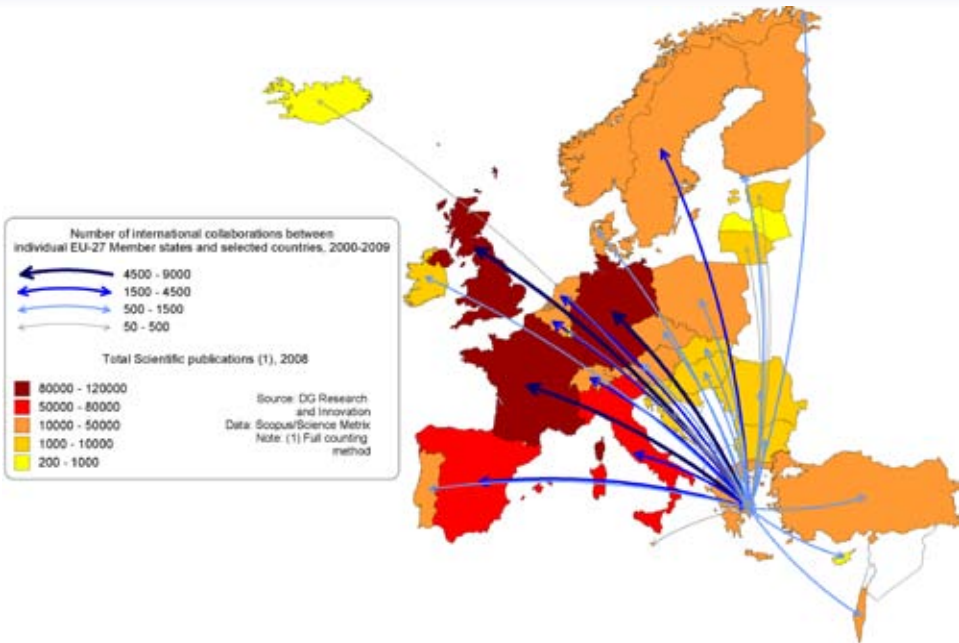 Number of international collaborations between
individual EU-27 Member states and selected countries, 2000-2009
4500 - 9000
1500 - 4500
500 - 1500
50 - 500
Total Scientific publications (1), 2008
80000 - 120000
50000 - 80000
10000 - 50000
1000 - 10000
200 - 1000
Source: DG Research
and Innovation
Data: Scopus/Science Metrix
Note: (1) Full counting
method